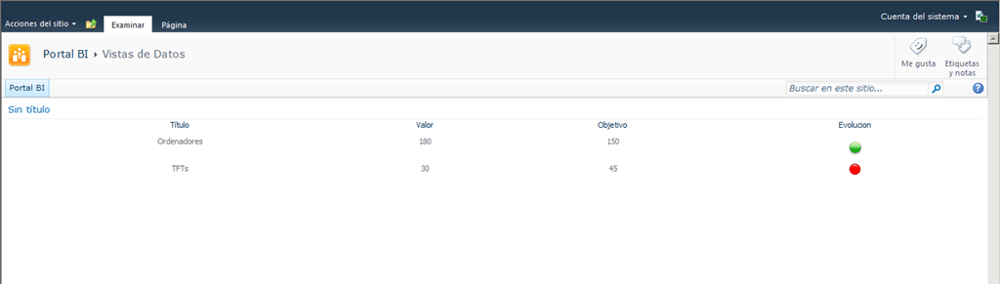 Acciones del sitio Examinar Página Cuenta del sistema
Portal BI Vistas de Datos
Me gusta Etiquetas y notas
Portal BI Buscar en este sitio...
Sin título
Título Valor Objetivo Evolucion
Ordenadores 180 150
TFTs 30 45